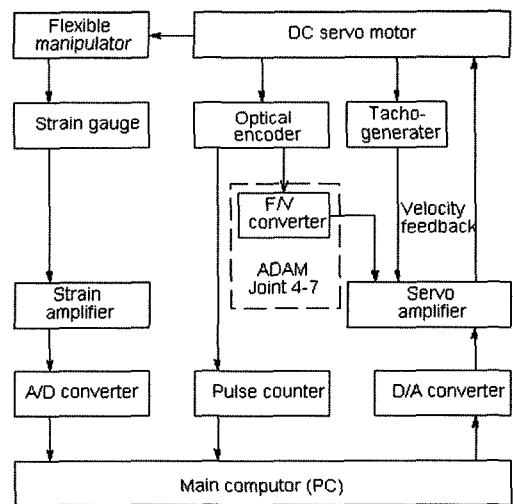 Flexible
manipulator
DC servo motor
Strain gauge
Optical
encoder
Tacho-
generater
F/V
converter
Velocity
feedback
ADAM
Joint 4-7
Strain
amplifier
Servo
amplifier
A/D converter
Pulse counter
D/A converter
Main computor (PC)